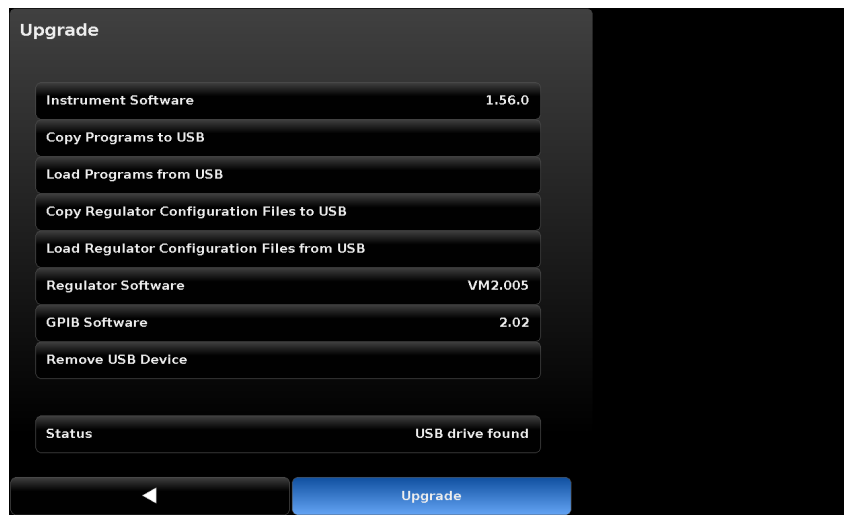 Upgrade
Instrument Software 1.56.0
Copy Programs to USB
Load Programs from USB
Copy Regulator Configuration Files to USB
Load Regulator Configuration Files from USB
Regulator Software VM2.005
GPIB Software 2.02
Remove USB Device
Status USB drive found
Upgrade